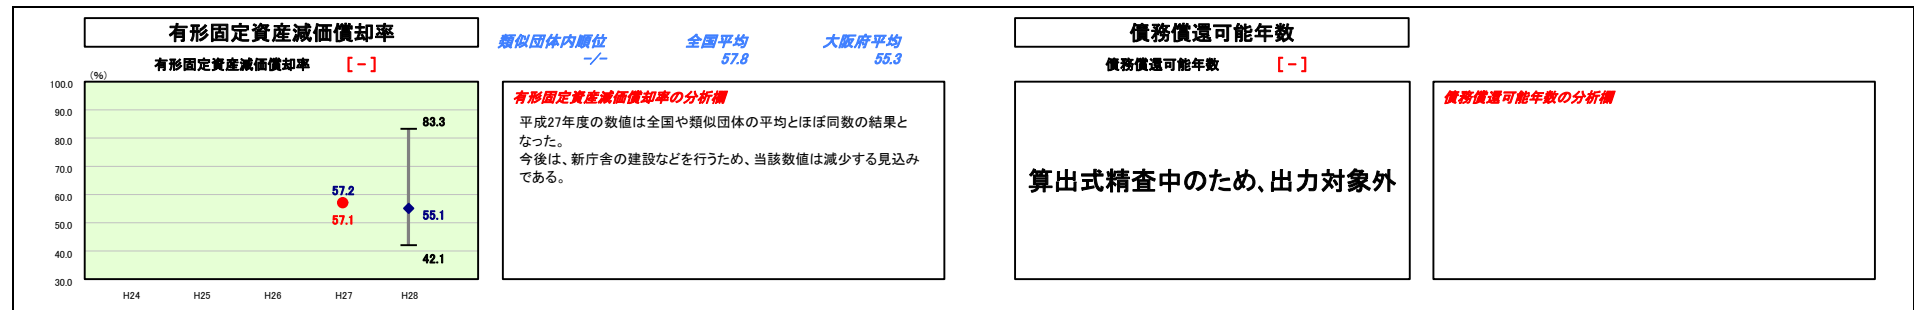 有形固定資産減価償却率
有形固定資産減価償却率 [－]
類似団体内順位 全国平均 大阪府平均
-/- 57.8 55.3
(%)
100.0
90.0
80.0
70.0
60.0
50.0
40.0
30.0
83.3
57.2
57.1
55.1
42.1
H24 H25 H26 H27 H28
有形固定資産減価償却率の分析欄
平成27年度の数値は全国や類似団体の平均とほぼ同数の結果と
なった。
今後は、新庁舎の建設などを行うため、当該数値は減少する見込み
である。
債務償還可能年数
債務償還可能年数 [－]
算出式精査中のため、出力対象外
債務償還可能年数の分析欄